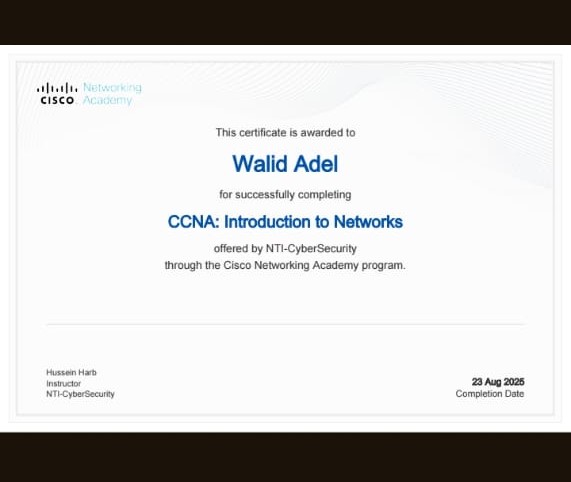 Networking
CISCO Academy
This certificate is awarded to
Walid Adel
for successfully completing
CCNA: Introduction to Networks
offered by NTI-CyberSecurity
through the Cisco Networking Academy program.
Hussein Harb
Instructor
NTI-CyberSecurity
23 Aug 2025
Completion Date